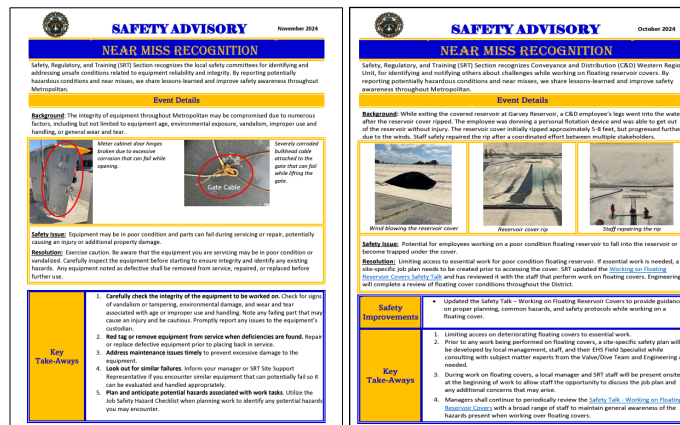 SAFETY ADVISORY
November 2024
NEAR MISS RECOGNITION
Safety, Regulatory, and Training (SRT) Section recognizes the local safety committees for identifying and
addressing unsafe conditions related to equipment reliability and integrity. By reporting potentially
hazardous conditions and near misses, we share lessons-learned and improve safety awareness throughout
Metropolitan.
Event Details
Background: The integrity of equipment throughout Metropolitan may be compromised due to numerous
factors, including but not limited to equipment age, environmental exposure, vandalism, improper use and
handling, or general wear and tear.
Meter cabinet door hinges
broken due to excessive
corrosion that can fail while
opening.
Gate Cable
Severely corroded
bulkhead cable
attached to the
gate that can fail
while lifting the
gate.
Safety Issue: Equipment may be in poor condition and parts can fail during servicing or repair, potentially
causing an injury or additional property damage.
Resolution: Exercise caution. Be aware that the equipment you are servicing may be in poor condition or
vandalized. Carefully inspect the equipment before starting to ensure integrity and identify any existing
hazards. Any equipment noted as defective shall be removed from service, repaired, or replaced before
further use.
Key
Take-Aways
1. Carefully check the integrity of the equipment to be worked on. Check for signs
of vandalism or tampering, environmental damage, and wear and tear
associated with age or improper use and handling. Note any failing part that may
cause an injury and be cautious. Promptly report any issues to the equipment's
custodian.
2. Red tag or remove equipment from service when deficiencies are found. Repair
or replace defective equipment prior to placing back in service.
3. Address maintenance issues timely to prevent excessive damage to the
equipment.
4. Look out for similar failures. Inform your manager or SRT Site Support
Representative if you encounter similar equipment that can potentially fail so it
can be evaluated and handled appropriately.
5. Plan and anticipate potential hazards associated with work tasks. Utilize the
Job Safety Hazard Checklist when planning work to identify any potential hazards
you may encounter.
SAFETY ADVISORY
October 2024
NEAR MISS RECOGNITION
Safety, Regulatory, and Training (SRT) Section recognizes Conveyance and Distribution (C&D) Western Regio
Unit, for identifying and notifying others about challenges while working on floating reservoir covers. By
reporting potentially hazardous conditions and near misses, we share lessons-learned and improve safety
awareness throughout Metropolitan.
Event Details
Background: While exiting the covered reservoir at Garvey Reservoir, a C&D employee's legs went into the wate
after the reservoir cover ripped. The employee was donning a personal flotation device and was able to get out
of the reservoir without injury. The reservoir cover initially ripped approximately 5-8 feet, but progressed further
due to the winds. Staff safely repaired the rip after a coordinated effort between multiple stakeholders.
Wind blowing the reservoir cover
Reservoir cover rip
Staff repairing the rip
Safety Issue: Potential for employees working on a poor condition floating reservoir to fall into the reservoir or
become trapped under the cover.
Resolution: Limiting access to essential work for poor condition floating reservoir. If essential work is needed, a
site-specific job plan needs to be created prior to accessing the cover. SRT updated the Working on Floating
Reservoir Covers Safety Talk and has reviewed it with the staff that perform work on floating covers. Engineering
will complete a review of floating cover conditions throughout the District.
Safety
Improvements
• Updated the Safety Talk – Working on Floating Reservoir Covers to provide guidanc
on proper planning, common hazards, and safety protocols while working on a
floating cover.
Key
Take-Aways
1. Limiting access on deteriorating floating covers to essential work.
2. Prior to any work being performed on floating covers, a site-specific safety plan will
be developed by local management, staff, and their EHS Field Specialist while
consulting with subject matter experts from the Valve/Dive Team and Engineering a
needed.
3. During work on floating covers, a local manager and SRT staff will be present onsite
at the beginning of work to allow staff the opportunity to discuss the job plan and
any additional concerns that may arise.
4. Managers shall continue to periodically review the Safety Talk - Working on Floating
Reservoir Covers with a broad range of staff to maintain general awareness of the
hazards present when working over floating covers.